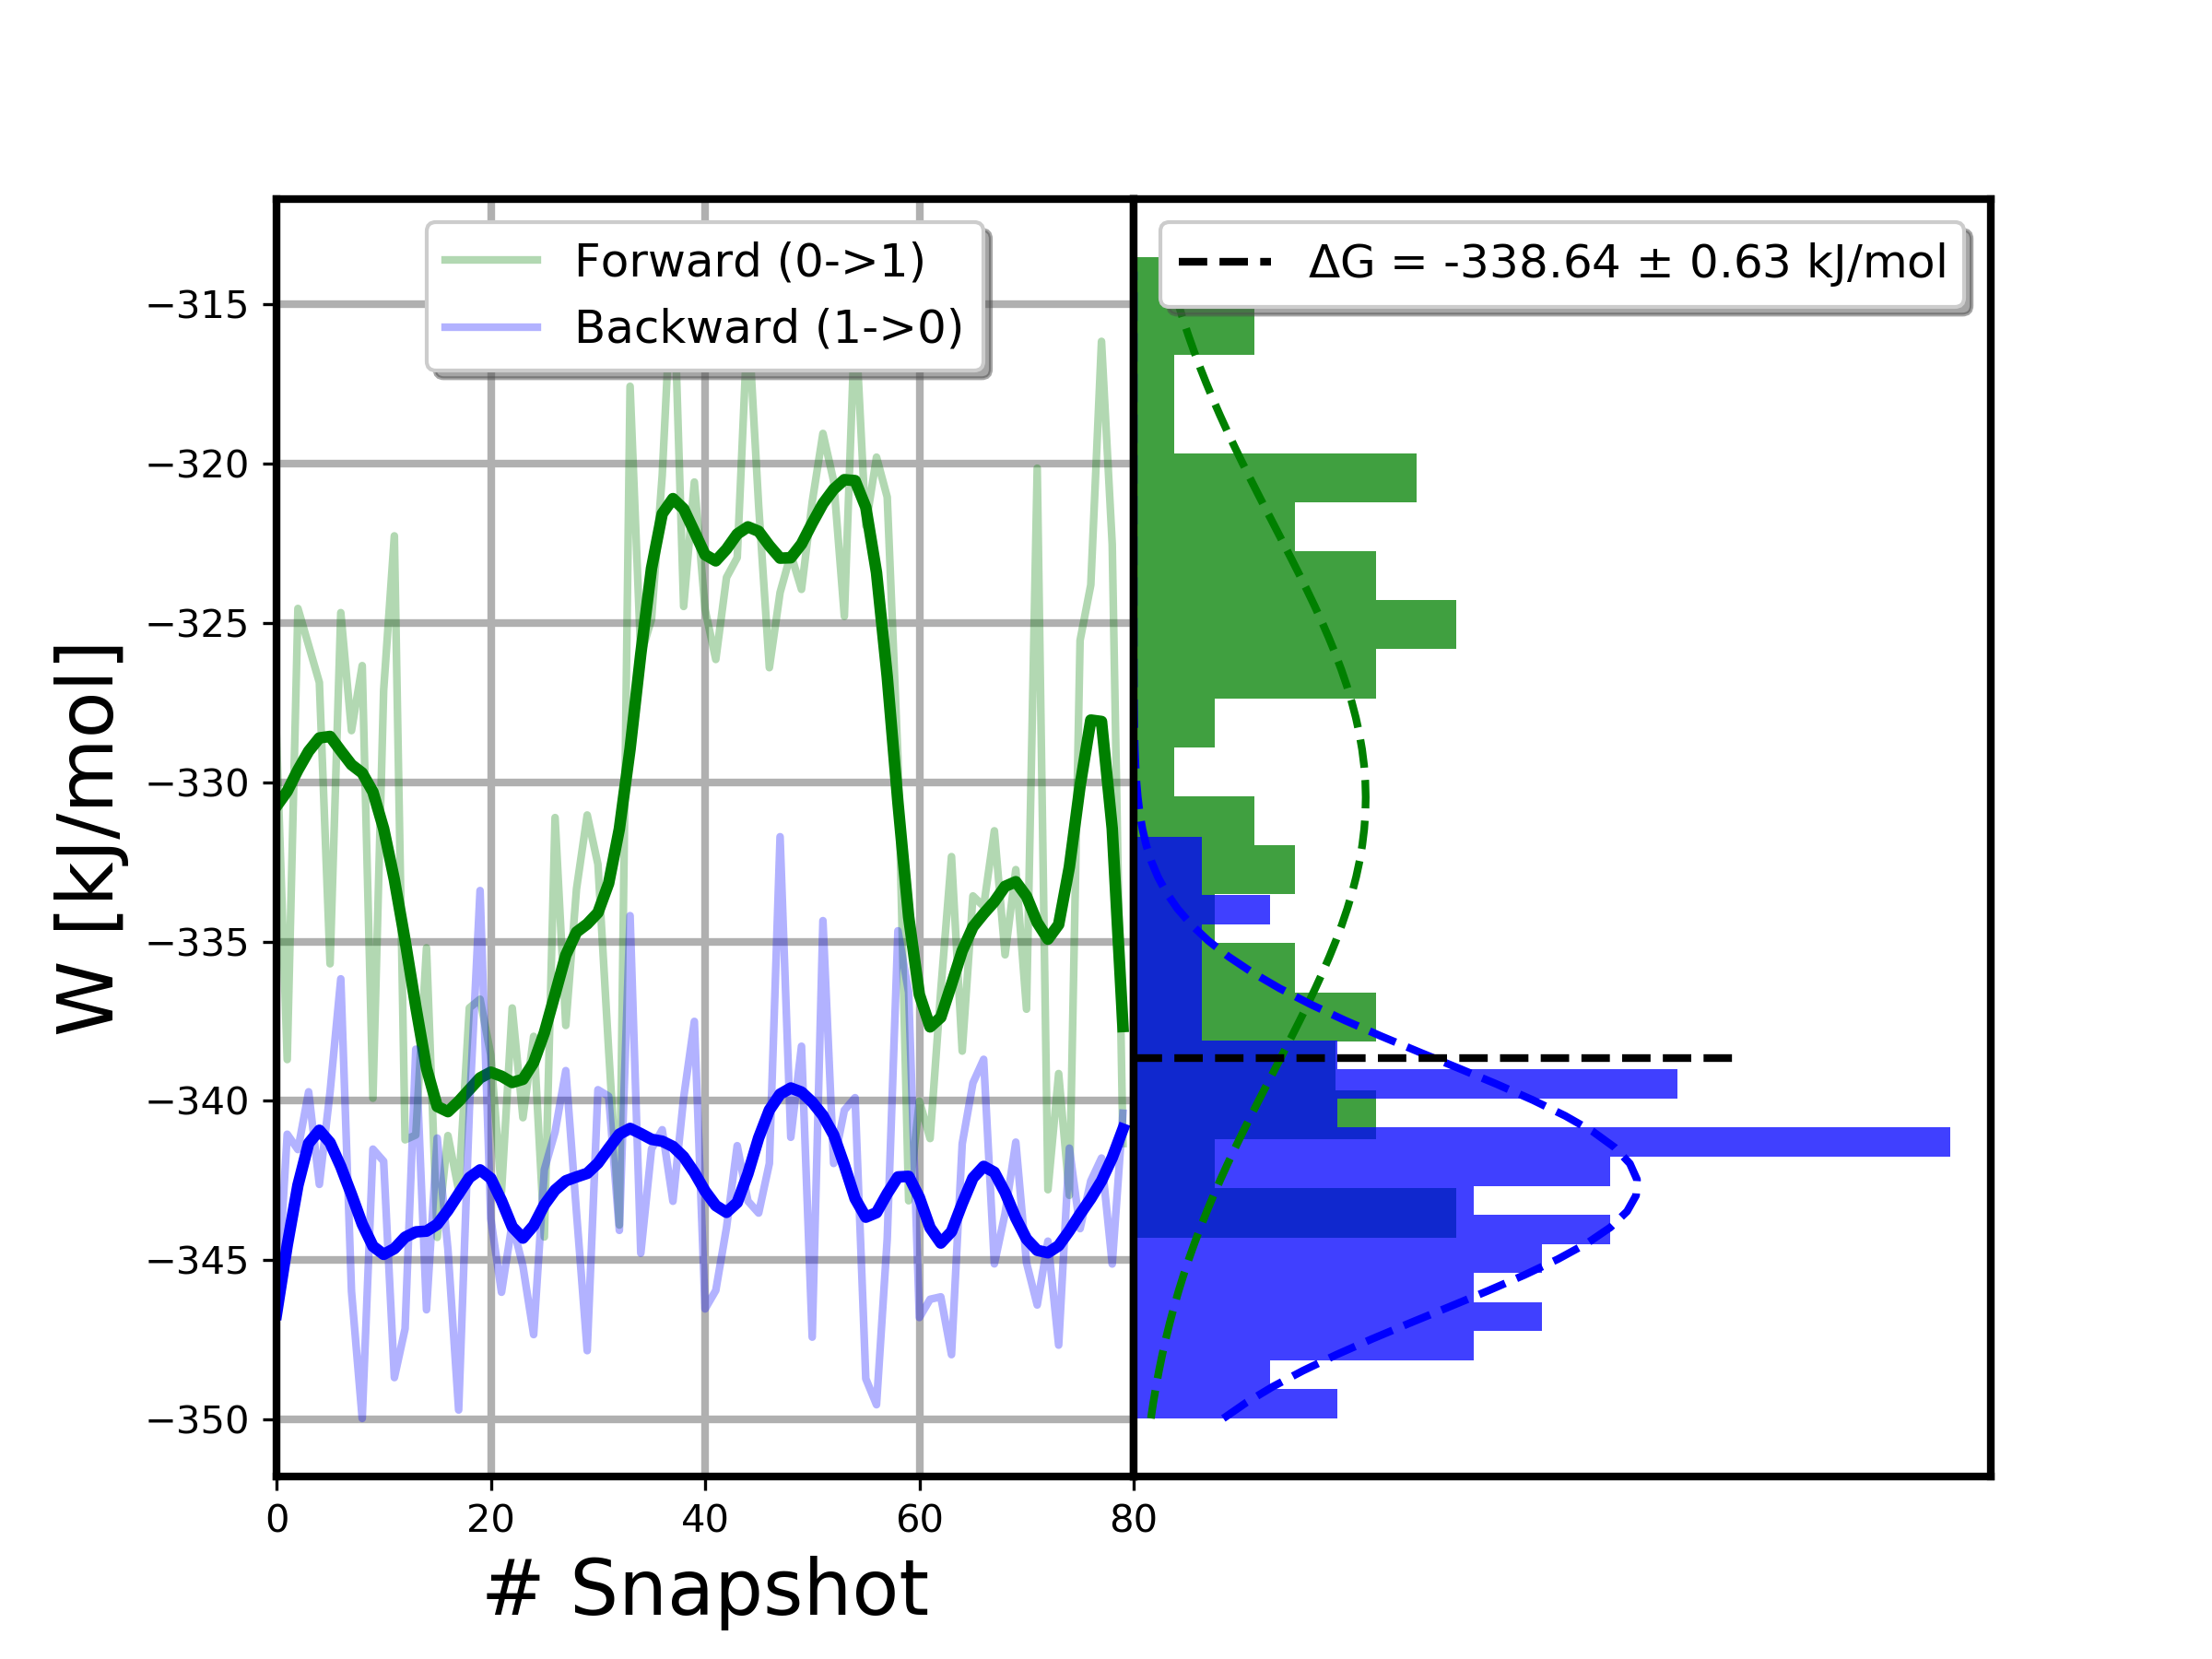 Forward (0->1)
Backward (1->0)
ΔG = -338.64 ± 0.63 kJ/mol
W [kJ/mol]
−315
−320
−325
−330
−335
−340
−345
−350
0 20 40 60 80
# Snapshot